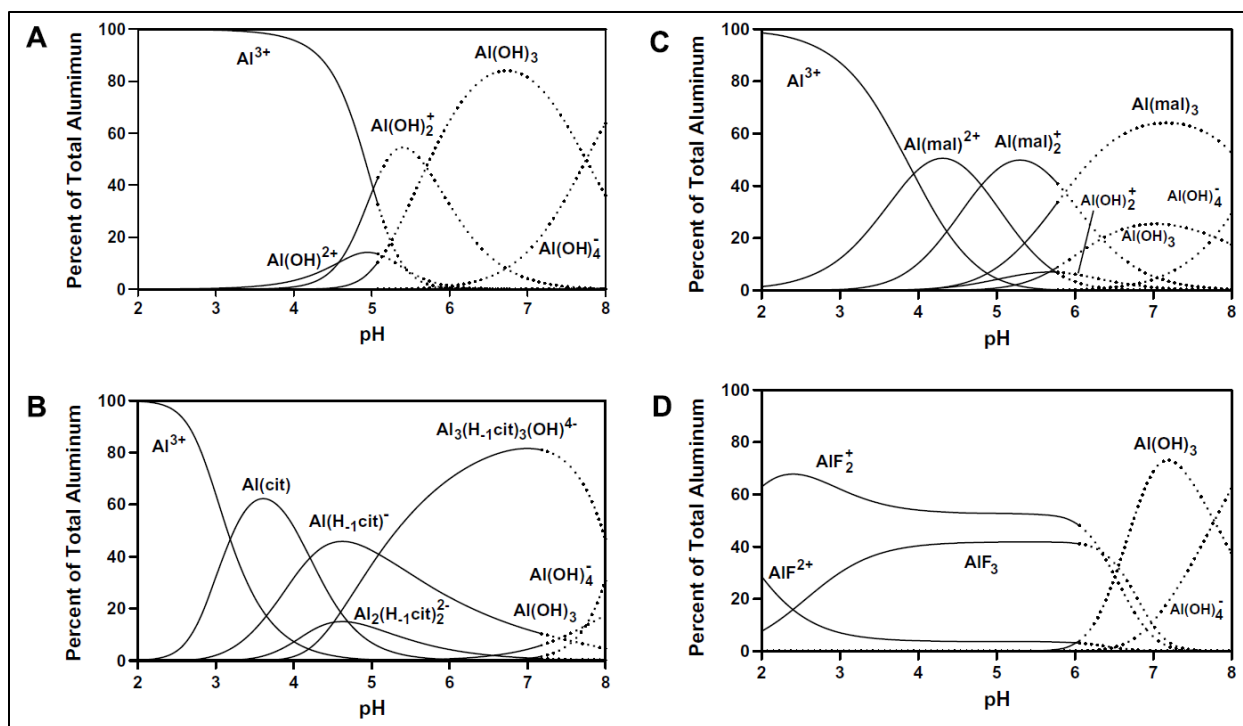 A
Percent of Total Alumimun
100
80
60
40
20
0
Al3+
Al(OH)3
Al(OH)2+
Al(OH)2+
Al(OH)4-
2 3 4 5 6 7 8
pH
C
Percent of Total Aluminum
100
80
60
40
20
0
Al3+
Al(mal)3
Al(mal)2+
Al(mal)2+
Al(OH)2+
Al(OH)4-
Al(OH)3
2 3 4 5 6 7 8
pH
B
Percent of Total Aluminum
100
80
60
40
20
0
Al3+
Al3(H-1cit)3(OH)4-
Al(cit)
Al(H-1cit)-
Al(OH)4-
Al(OH)3
Al2(H-1cit)22-
2 3 4 5 6 7 8
pH
D
Percent of Total Aluminum
100
80
60
40
20
0
AlF2+
Al(OH)3
AlF2+
AlF3
Al(OH)4-
2 3 4 5 6 7 8
pH